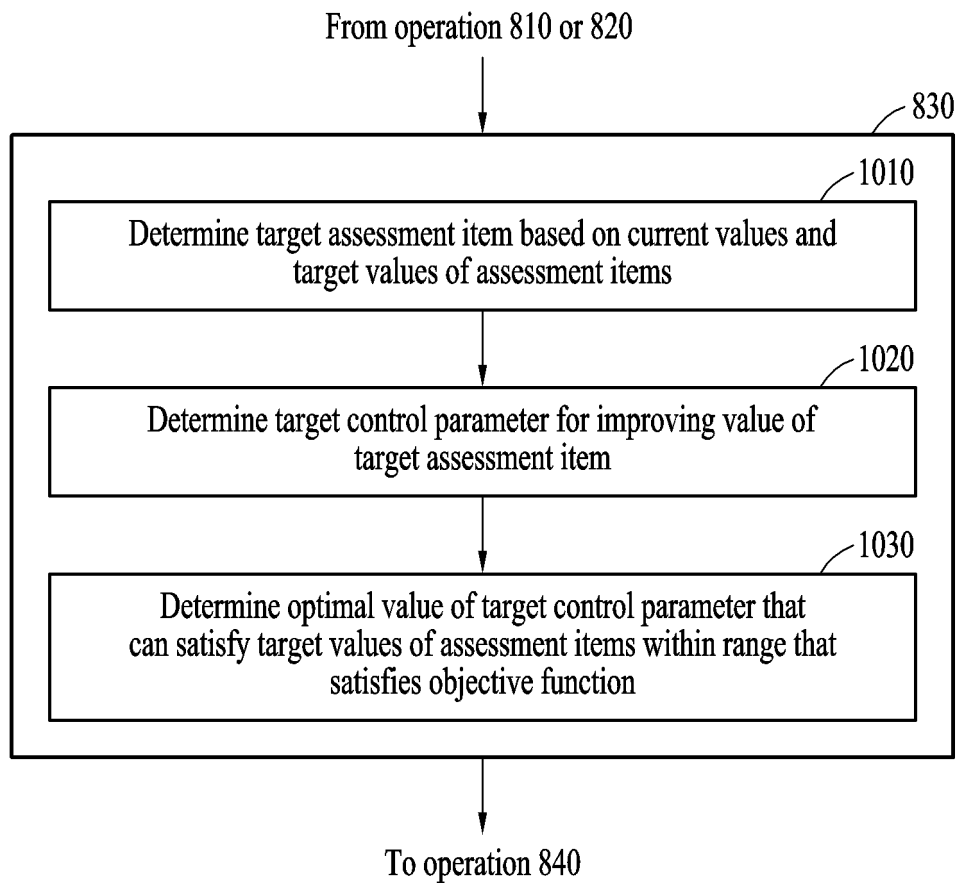 From operation 810 or 820
830
1010
Determine target assessment item based on current values and
target values of assessment items
1020
Determine target control parameter for improving value of
target assessment item
1030
Determine optimal value of target control parameter that
can satisfy target values of assessment items within range that
satisfies objective function
To operation 840